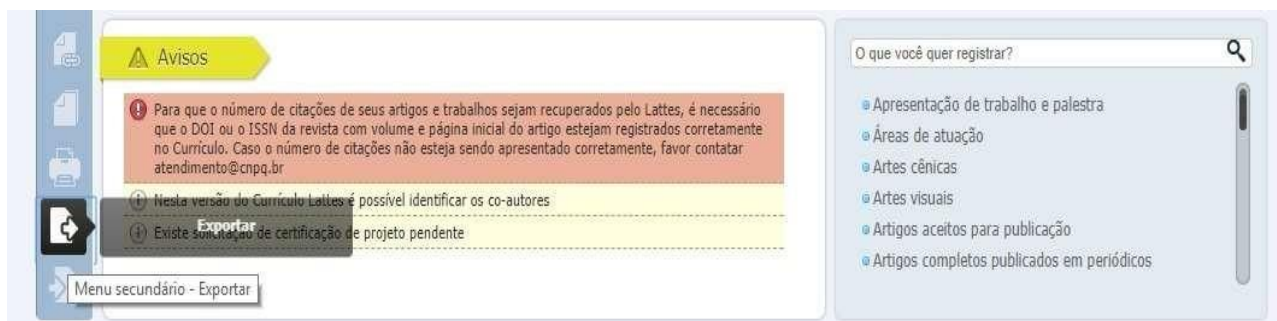 Avisos
Para que o número de citações de seus artigos e trabalhos sejam recuperados pelo Lattes, é necessário
que o DOI ou o ISSN da revista com volume e página inicial do artigo estejam registrados corretamente
no Currículo. Caso o número de citações não esteja sendo apresentado corretamente, favor contatar
atendimento@cnpq.br
Nesta versão do Currículo Lattes é possível identificar os co-autores
Exportar
Existe solicitação de certificação de projeto pendente
Menu secundário - Exportar
O que você quer registrar?
Apresentação de trabalho e palestra
Áreas de atuação
Artes cênicas
Artes visuais
Artigos aceitos para publicação
Artigos completos publicados em periódicos